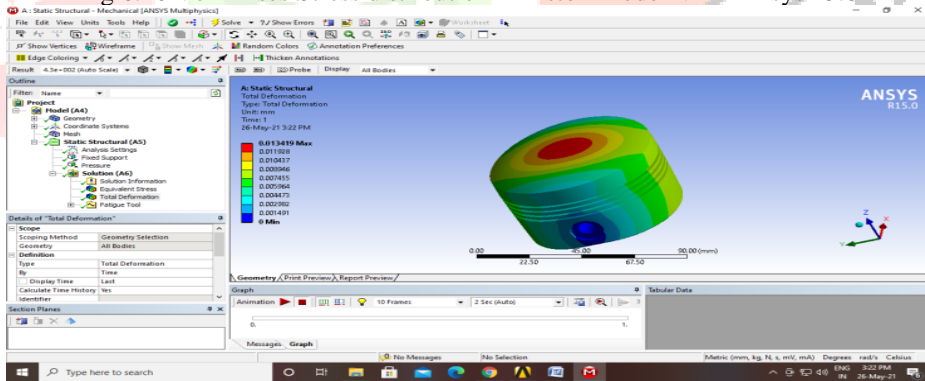 A : Static Structural - Mechanical [ANSYS Multiphysics]
File Edit View Units Tools Help Solve ?/ Show Errors Worksheet
Show Vertices Wireframe Show Mesh Random Colors Annotation Preferences
Edge Coloring Thicken Annotations
Result 4.3e+002 (Auto Scale) Probe Display All Bodies
Outline
Filter: Name
Project
Model (A4)
Geometry
Coordinate Systems
Mesh
Static Structural (A5)
Analysis Settings
Fixed Support
Pressure
Solution (A6)
Solution Information
Equivalent Stress
Total Deformation
Fatigue Tool
Details of "Total Deformation"
Scope
Scoping Method Geometry Selection
Geometry All Bodies
Definition
Type Total Deformation
By Time
Display Time Last
Calculate Time History Yes
Identifier
Section Planes
A: Static Structural
Total Deformation
Type: Total Deformation
Unit: mm
Time: 1
26-May-21 3:22 PM
0.013419 Max
0.011928
0.010437
0.008946
0.007455
0.005964
0.004473
0.002982
0.001491
0 Min
ANSYS
R15.0
0.00 45.00 90.00 (mm)
22.50 67.50
Z
X
Y
Geometry Print Preview Report Preview
Graph
Animation 10 Frames 2 Sec (Auto)
0. 1.
Messages Graph
Tabular Data
No Messages No Selection Metric (mm, kg, N, s, mV, mA) Degrees rad/s Celsius
Type here to search
ENG 3:22 PM
IN 26-May-21